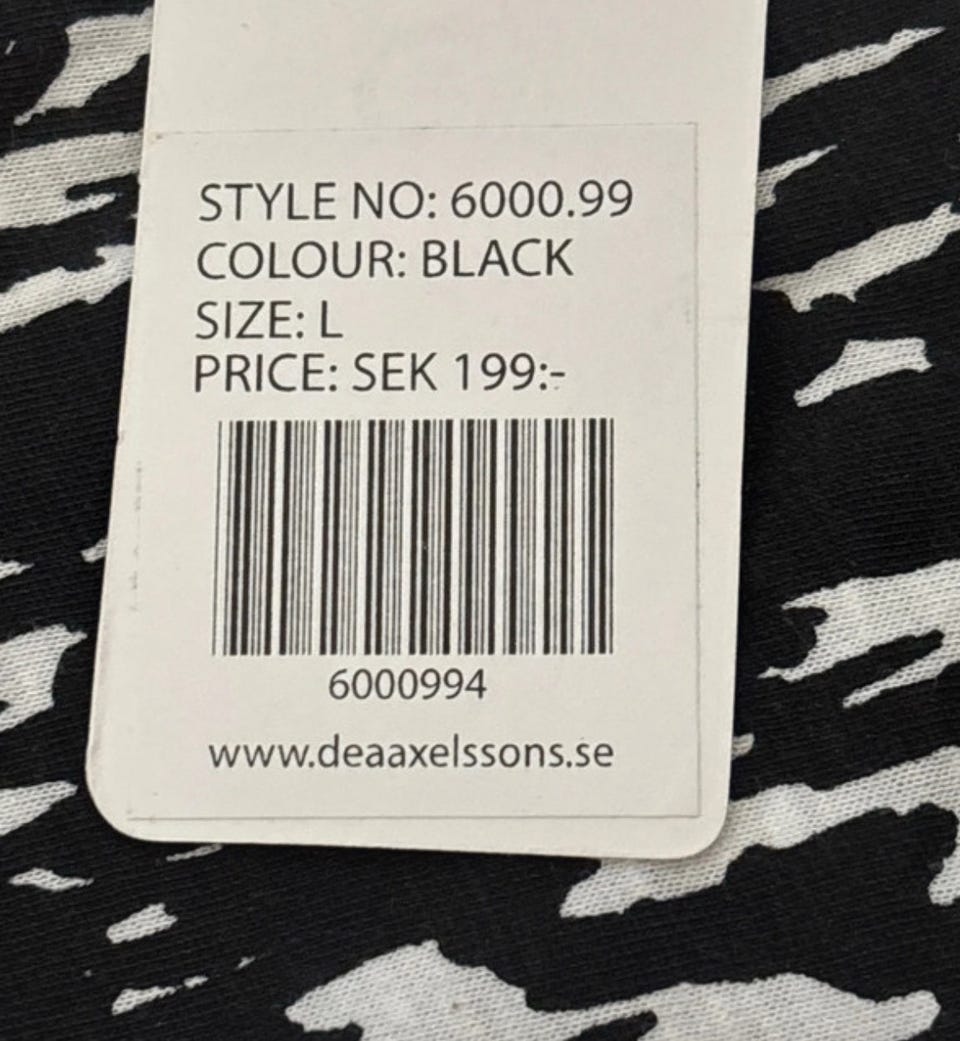 STYLE NO: 6000.99
COLOUR: BLACK
SIZE: L
PRICE: SEK 199:-
6000994
www.deaaxelssons.se